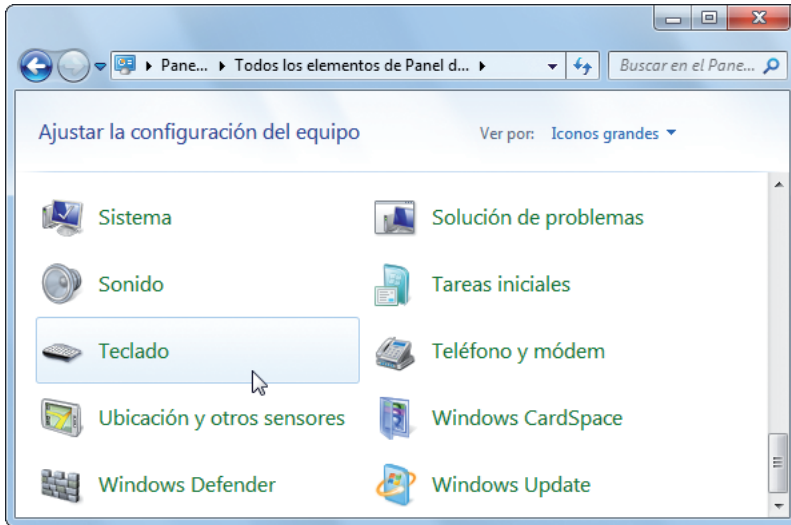 Pane... Todos los elementos de Panel d... Buscar en el Pane...
Ajustar la configuración del equipo Ver por: Iconos grandes
Sistema Solución de problemas
Sonido Tareas iniciales
Teclado Teléfono y módem
Ubicación y otros sensores Windows CardSpace
Windows Defender Windows Update